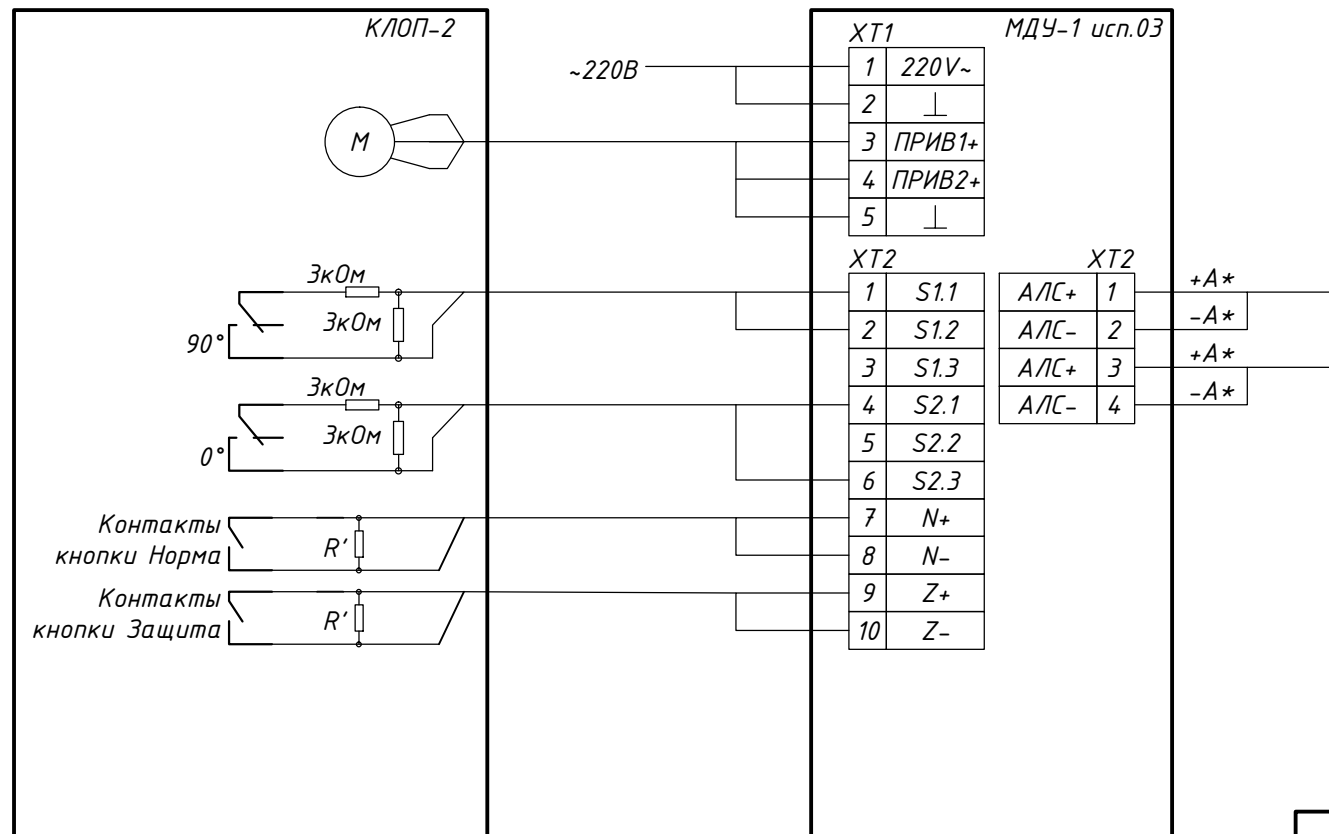 КЛОП-2
МДУ-1 исп.03
~220В
М
XT1
1 220V~
2 ⊥
3 ПРИВ1+
4 ПРИВ2+
5 ⊥
3кОм
3кОм
90°
3кОм
3кОм
0°
Контакты
кнопки Норма
R'
Контакты
кнопки Защита
R'
XT2
1 S1.1
2 S1.2
3 S1.3
4 S2.1
5 S2.2
6 S2.3
7 N+
8 N-
9 Z+
10 Z-
XT2
АЛС+ 1 +А*
АЛС- 2 -А*
АЛС+ 3 +А*
АЛС- 4 -А*